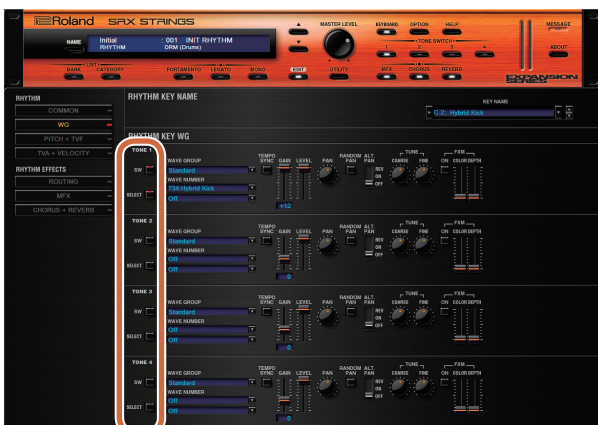 Roland SRX STRINGS
MASTER LEVEL
KEYBOARD OPTION HELP
MESSAGE
NAME
Initial : 001 INIT RHYTHM
RHYTHM DRM (Drums)
TONE SWITCH
1 2 3 4
ABOUT
LIST
BANK CATEGORY PORTAMENTO LEGATO MONO EDIT UTILITY MFX CHORUS REVERB
EXPANSION
SERIES
RHYTHM
COMMON
WG
PITCH + TVF
TVA + VELOCITY
RHYTHM EFFECTS
ROUTING
MFX
CHORUS + REVERB
RHYTHM KEY NAME
KEY NAME
C 2: Hybrid Kick
RHYTHM KEY WG
TONE 1
SW
SELECT
WAVE GROUP
Standard
WAVE NUMBER
734:Hybrid Kick
Off
TEMPO SYNC GAIN LEVEL PAN RANDOM PAN ALT. PAN
REV
ON
OFF
TUNE
COARSE FINE
FXM
ON COLOR DEPTH
+12
TONE 2
SW
SELECT
WAVE GROUP
Standard
WAVE NUMBER
Off
Off
TEMPO SYNC GAIN LEVEL PAN RANDOM PAN ALT. PAN
REV
ON
OFF
TUNE
COARSE FINE
FXM
ON COLOR DEPTH
0
TONE 3
SW
SELECT
WAVE GROUP
Standard
WAVE NUMBER
Off
Off
TEMPO SYNC GAIN LEVEL PAN RANDOM PAN ALT. PAN
REV
ON
OFF
TUNE
COARSE FINE
FXM
ON COLOR DEPTH
0
TONE 4
SW
SELECT
WAVE GROUP
Standard
WAVE NUMBER
Off
Off
TEMPO SYNC GAIN LEVEL PAN RANDOM PAN ALT. PAN
REV
ON
OFF
TUNE
COARSE FINE
FXM
ON COLOR DEPTH
0